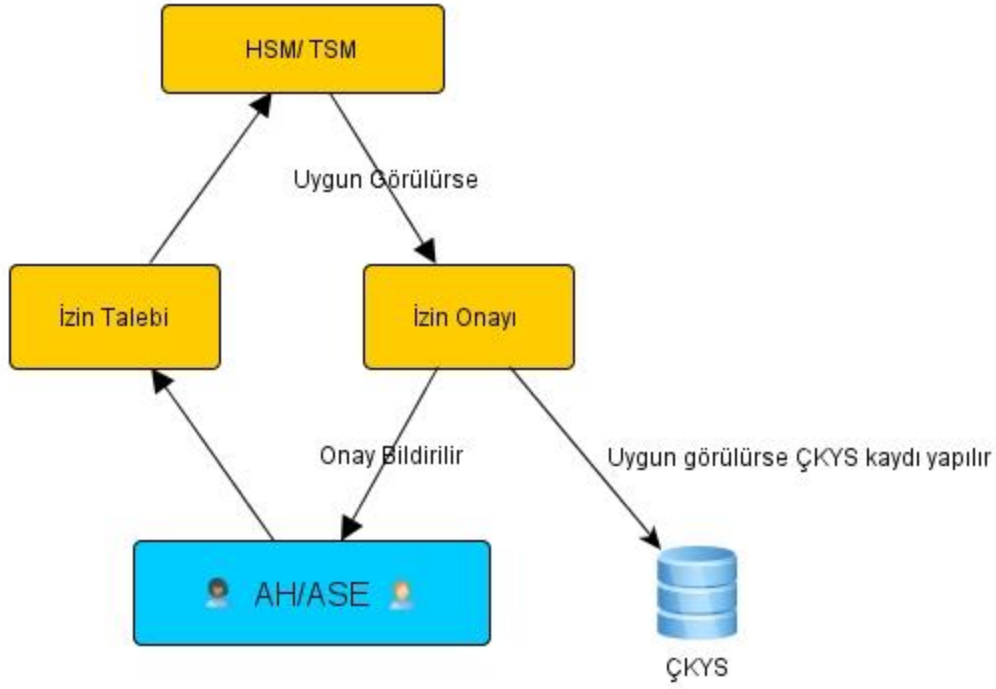 HSM/ TSM
Uygun Görülürse
İzin Talebi
İzin Onayı
Onay Bildirilir
Uygun görülürse ÇKYS kaydı yapılır
AH/ASE
ÇKYS